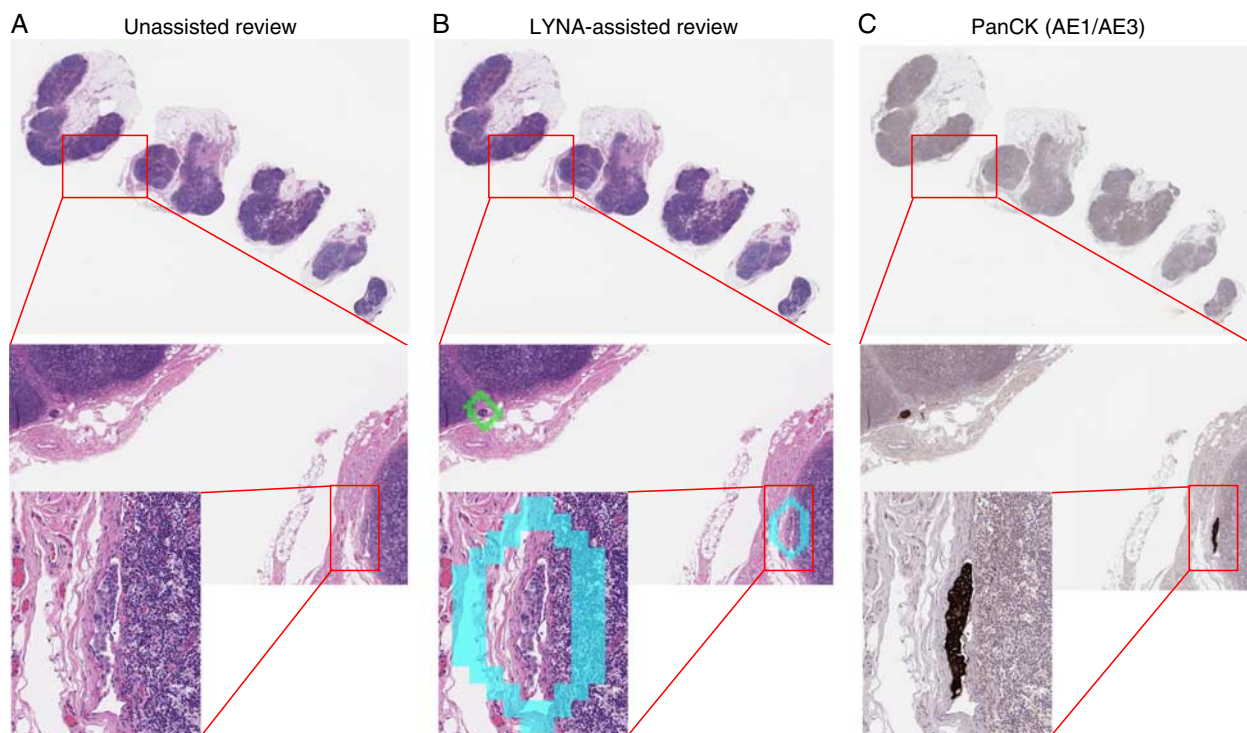 A
Unassisted review
B
LYNA-assisted review
C
PanCK (AE1/AE3)